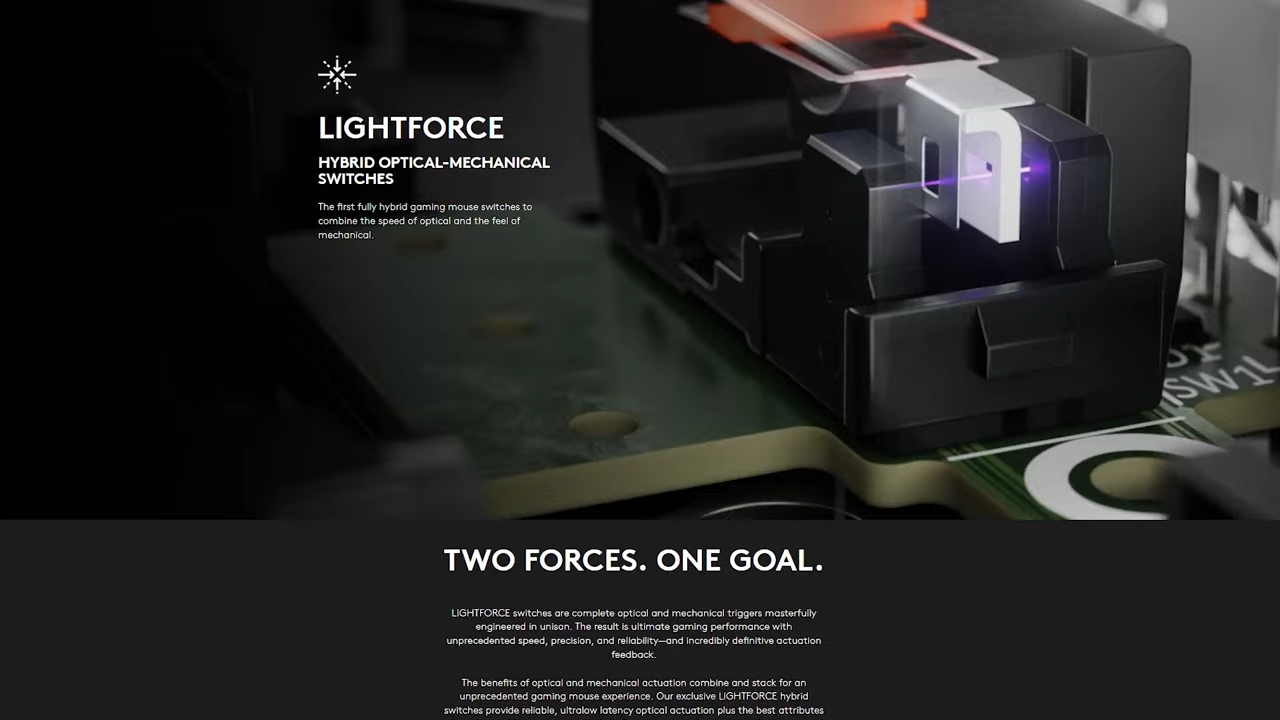 LIGHTFORCE
HYBRID OPTICAL-MECHANICAL
SWITCHES
The first fully hybrid gaming mouse switches to
combine the speed of optical and the feel of
mechanical.
TWO FORCES. ONE GOAL.
LIGHTFORCE switches are complete optical and mechanical triggers masterfully
engineered in unison. The result is ultimate gaming performance with
unprecedented speed, precision, and reliability—and incredibly definitive actuation
feedback.
The benefits of optical and mechanical actuation combine and stack for an
unprecedented gaming mouse experience. Our exclusive LIGHTFORCE hybrid
switches provide reliable, ultralow latency optical actuation plus the best attributes